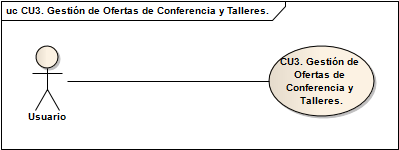 uc CU3. Gestión de Ofertas de Conferencia y Talleres.
CU3. Gestión de
Ofertas de
Conferencia y
Talleres.
Usuario